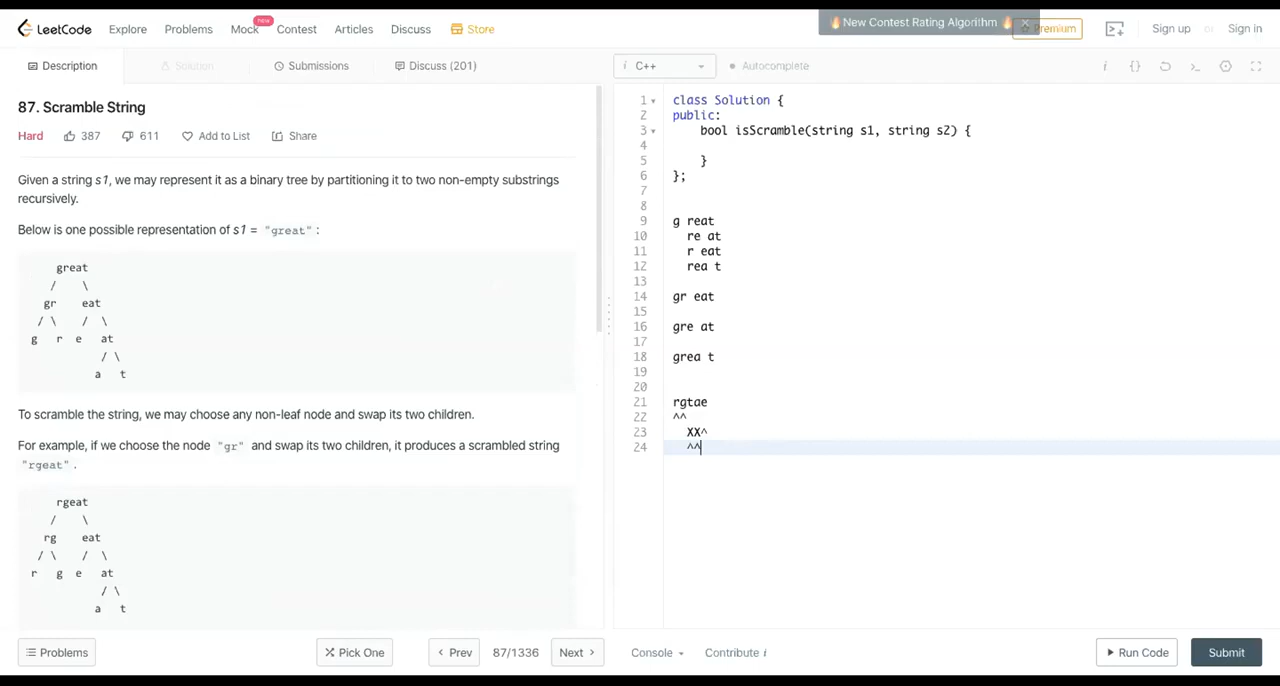 LeetCode Explore Problems Mock new Contest Articles Discuss Store 🔥New Contest Rating Algorithm 🔥 × Premium Sign up or Sign in
Description Solution Submissions Discuss (201)
87. Scramble String
Hard 387 611 Add to List Share
Given a string s1, we may represent it as a binary tree by partitioning it to two non-empty substrings
recursively.
Below is one possible representation of s1 = "great" :
great
/ \
gr eat
/ \ / \
g r e at
/ \
a t
To scramble the string, we may choose any non-leaf node and swap its two children.
For example, if we choose the node "gr" and swap its two children, it produces a scrambled string
"rgeat" .
rgeat
/ \
rg eat
/ \ / \
r g e at
/ \
a t
Problems Pick One < Prev 87/1336 Next >
i C++ Autocomplete i {}
1 class Solution {
2 public:
3 bool isScramble(string s1, string s2) {
4
5 }
6 };
7
8
9 g reat
10 re at
11 r eat
12 rea t
13
14 gr eat
15
16 gre at
17
18 grea t
19
20
21 rgtae
22 ^^
23 XX^
24 ^^
Console Contribute i Run Code Submit